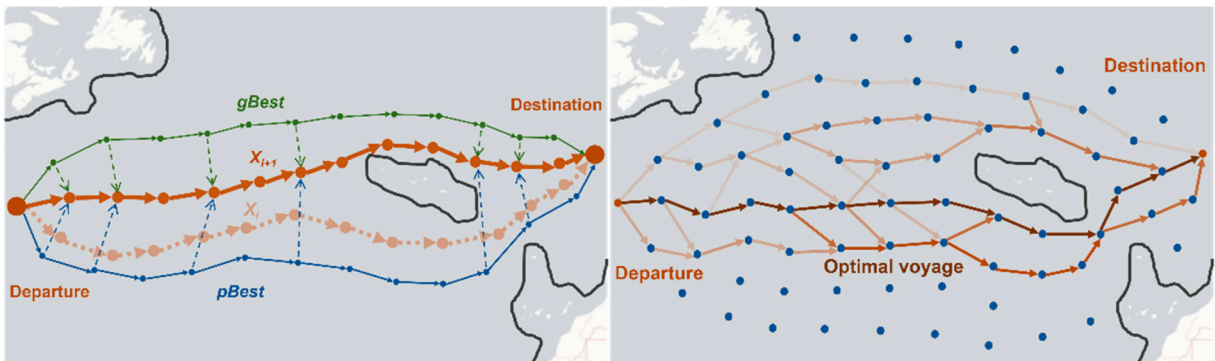 gBest
Destination
X_{i+1}
X_i
Departure
pBest
Destination
Departure
Optimal voyage